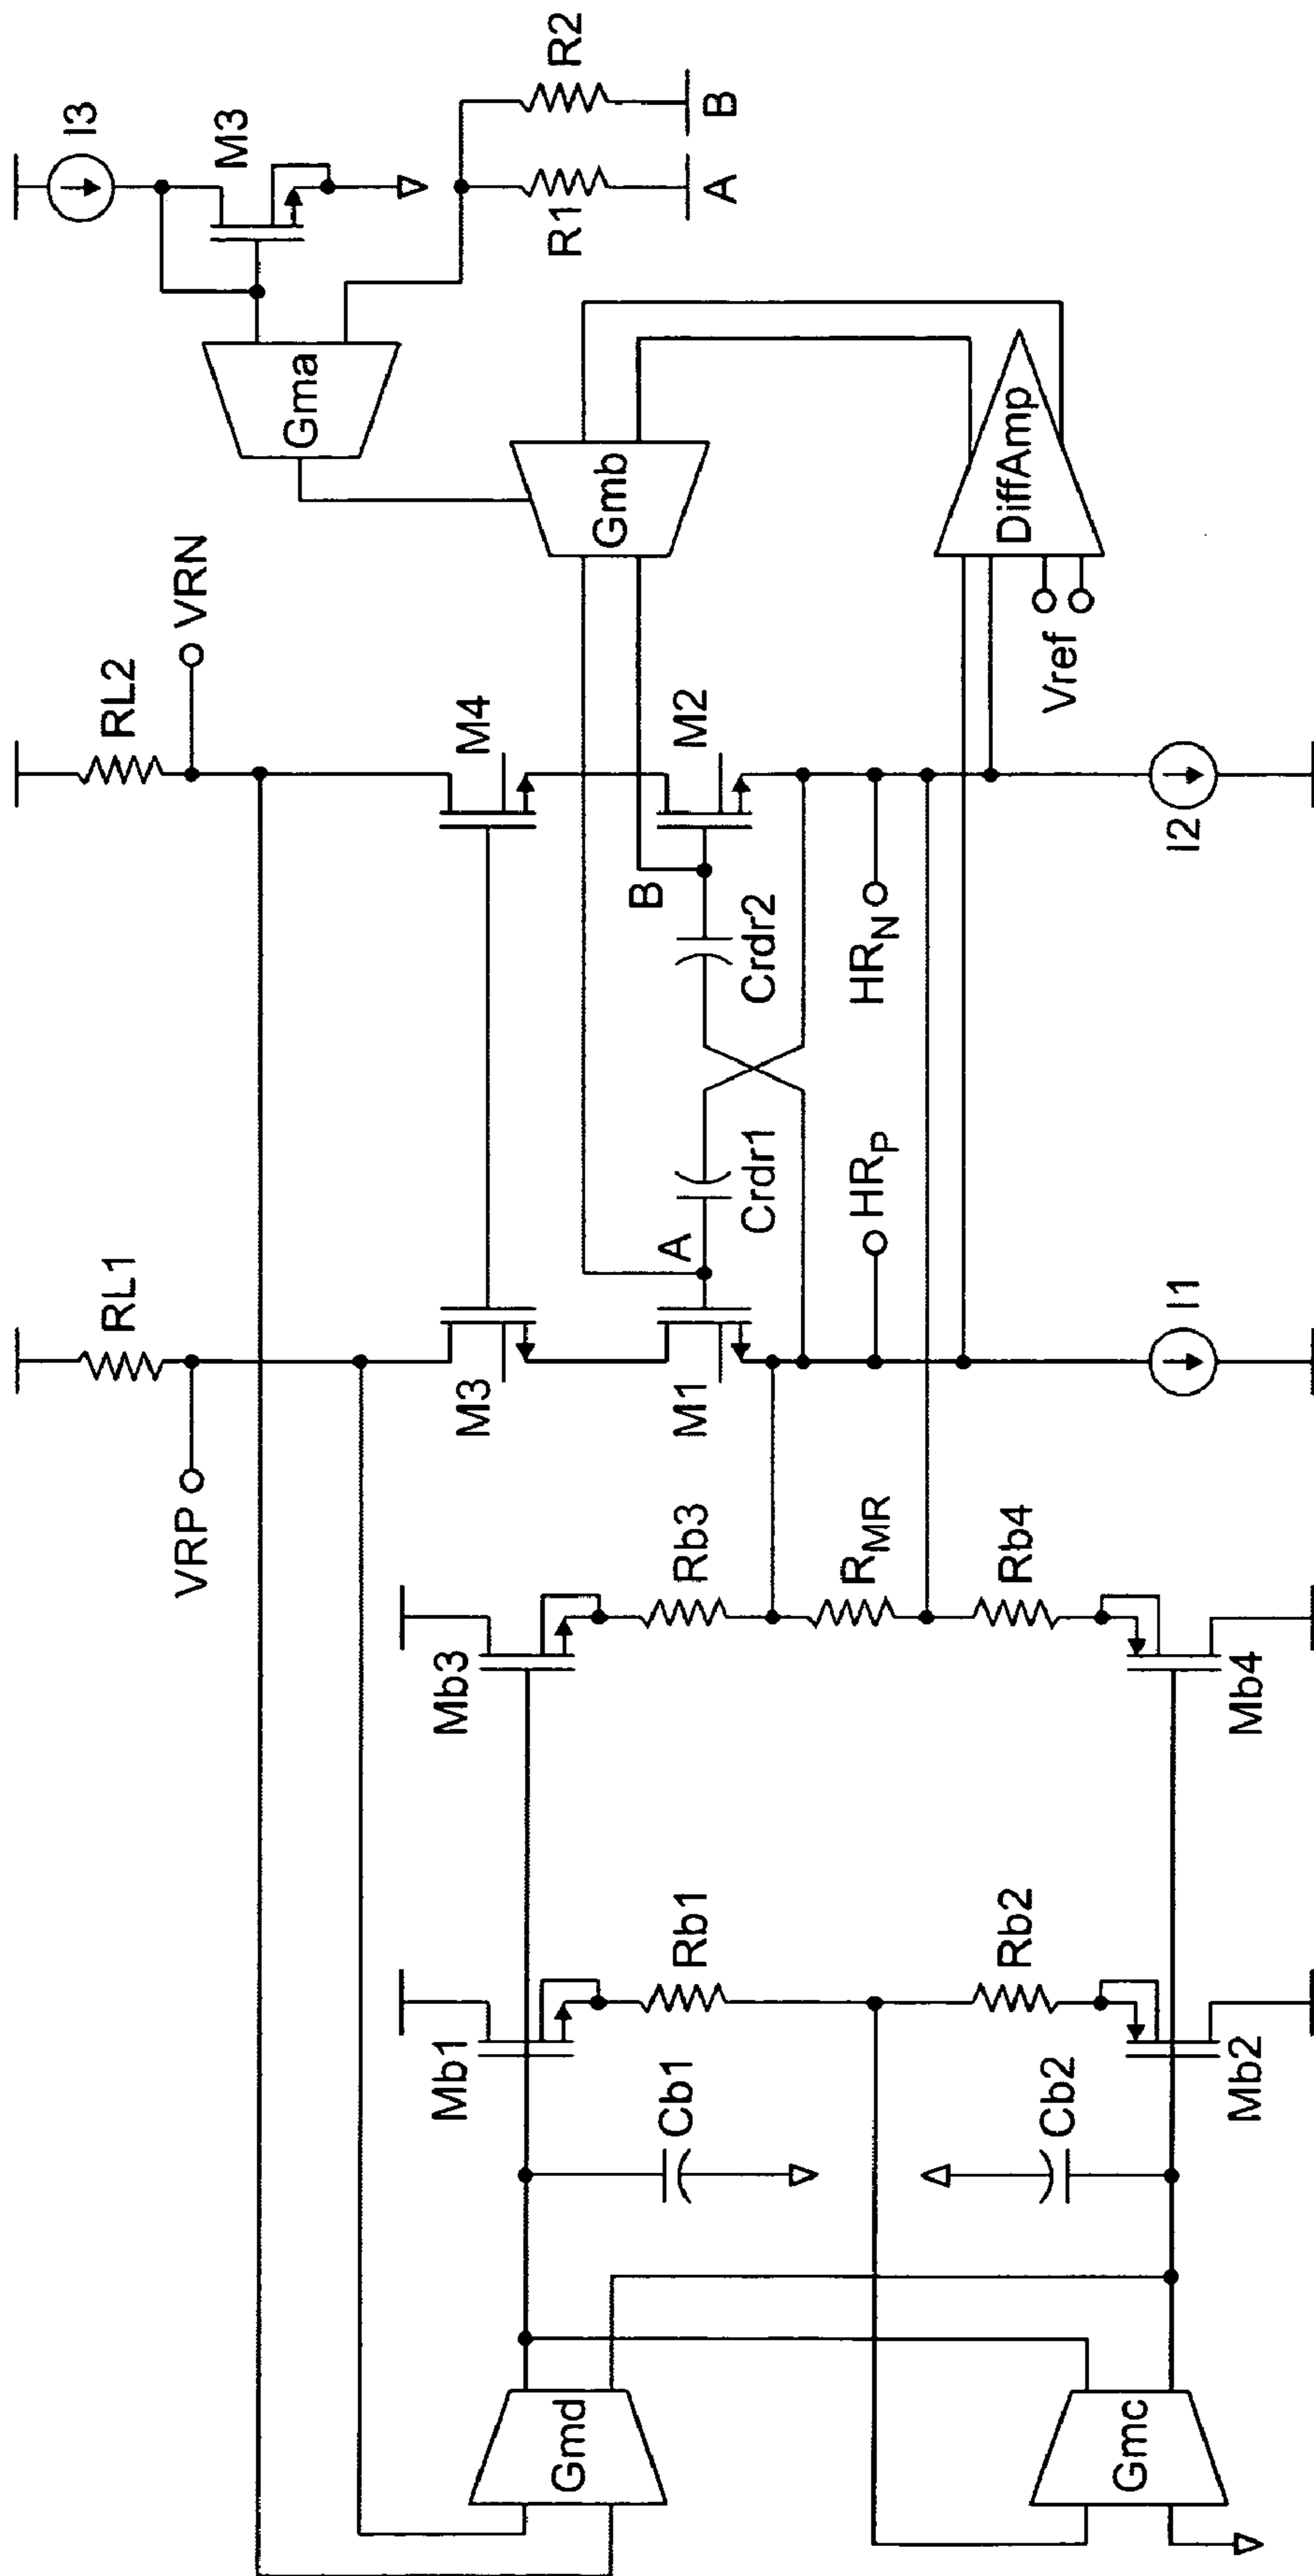 I3
M3
R1
R2
A
B
Gma
RL1
RL2
VRP
VRN
M3
M4
Gmb
A
B
M1
M2
Crdr1
Crdr2
HRP
HRN
DiffAmp
Vref
I1
I2
Mb1
Mb3
Rb1
Rb3
Cb1
RMR
Cb2
Rb2
Rb4
Mb2
Mb4
Gmd
Gmc